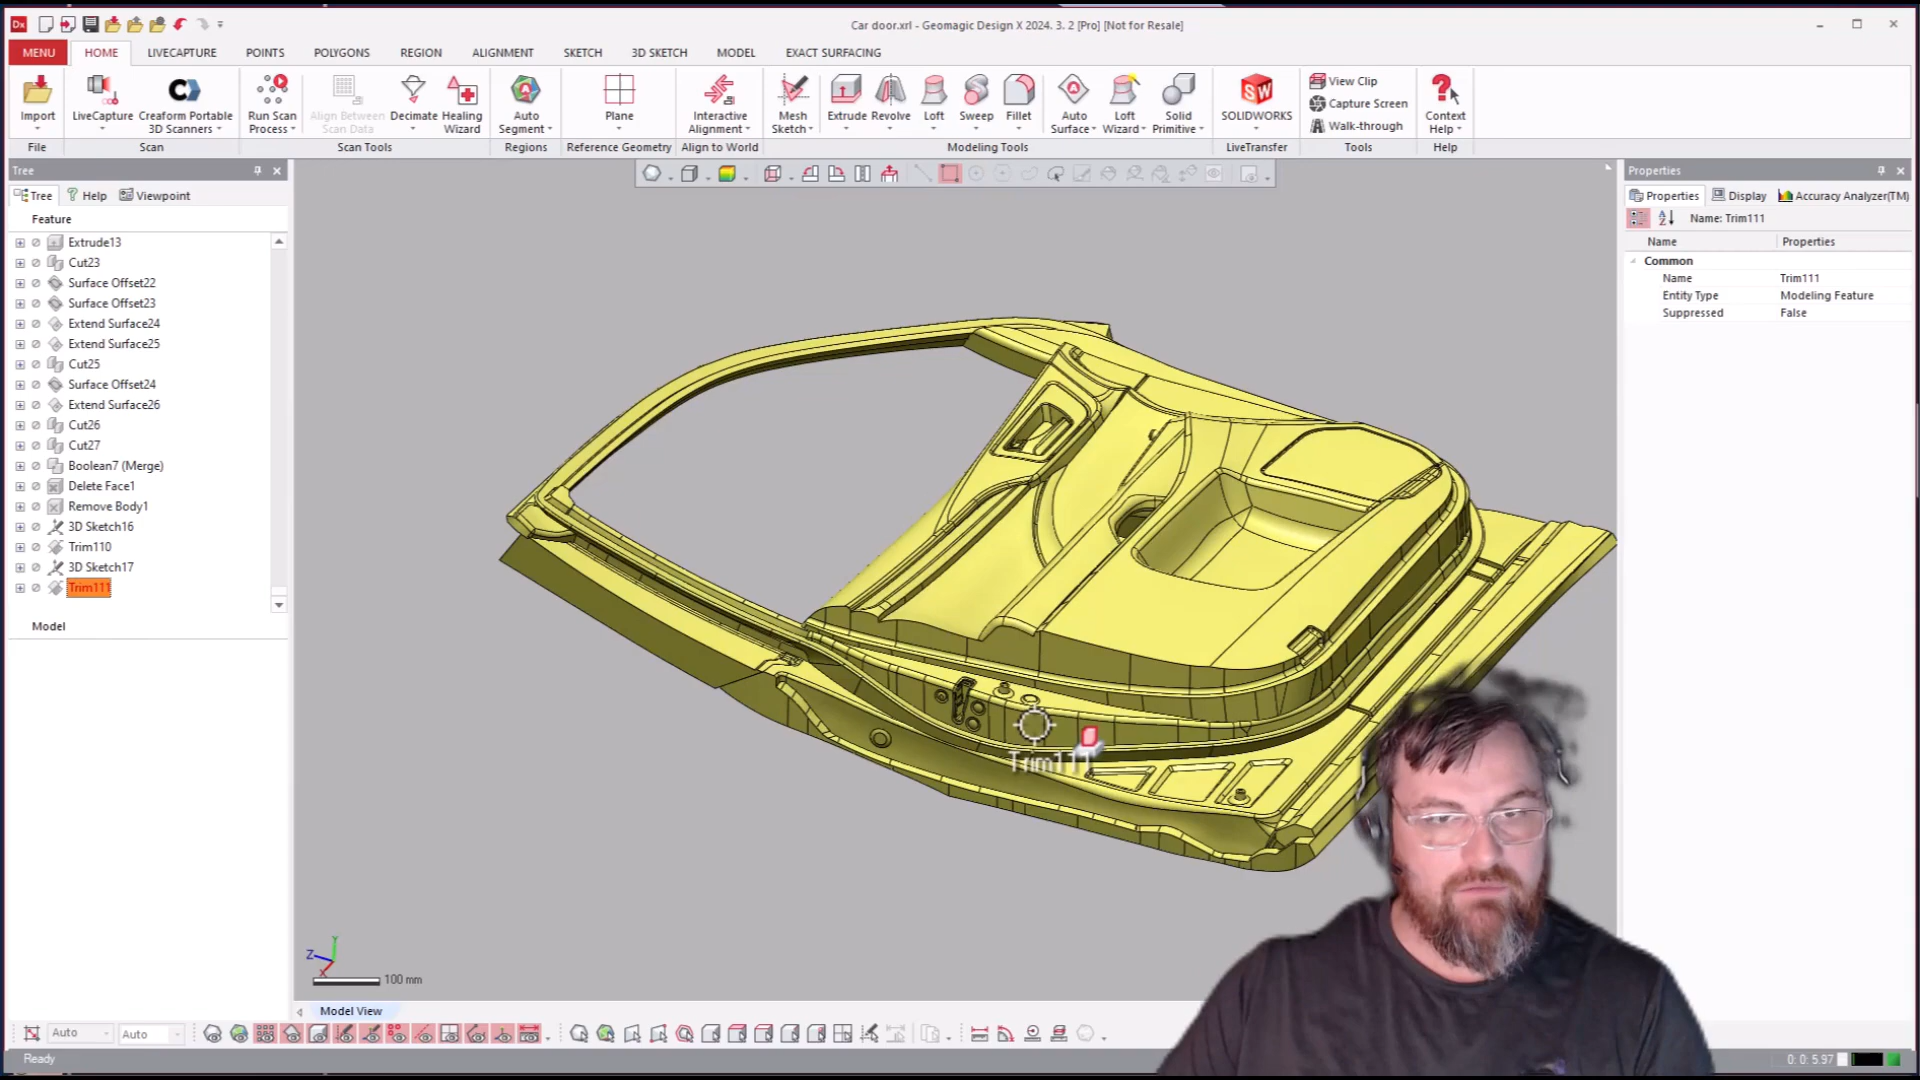 Dx
Car door.xrl - Geomagic Design X 2024. 3. 2 [Pro] [Not for Resale]
MENU HOME LIVECAPTURE POINTS POLYGONS REGION ALIGNMENT SKETCH 3D SKETCH MODEL EXACT SURFACING
Import
LiveCapture
Creaform Portable
3D Scanners
Run Scan
Process
Align Between
Scan Data
Decimate
Healing
Wizard
Auto
Segment
Plane
Interactive
Alignment
Mesh
Sketch
Extrude
Revolve
Loft
Sweep
Fillet
Auto
Surface
Loft
Wizard
Solid
Primitive
SW
SOLIDWORKS
View Clip
Capture Screen
Walk-through
Context
Help
File Scan Scan Tools Regions Reference Geometry Align to World Modeling Tools LiveTransfer Tools Help
Tree
Tree Help Viewpoint
Feature
Extrude13
Cut23
Surface Offset22
Surface Offset23
Extend Surface24
Extend Surface25
Cut25
Surface Offset24
Extend Surface26
Cut26
Cut27
Boolean7 (Merge)
Delete Face1
Remove Body1
3D Sketch16
Trim110
3D Sketch17
Trim111
Model
Trim111
Y
Z
X
100 mm
Model View
Properties
Properties Display Accuracy Analyzer(TM)
Name: Trim111
Name Properties
Common
Name Trim111
Entity Type Modeling Feature
Suppressed False
Auto Auto
Ready
0: 0: 5.97